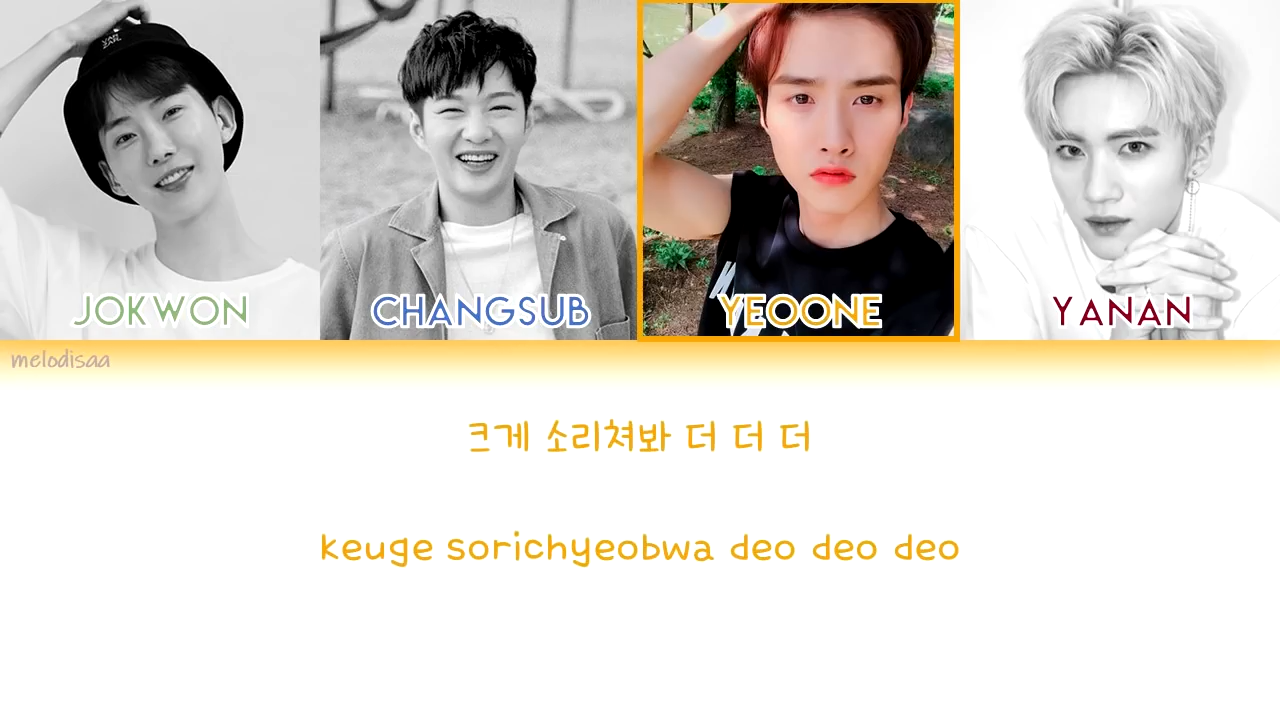 JOKWON
CHANGSUB
YEOONE
YANAN
melodisaa
크게 소리쳐봐 더 더 더
keuge sorichyeobwa deo deo deo